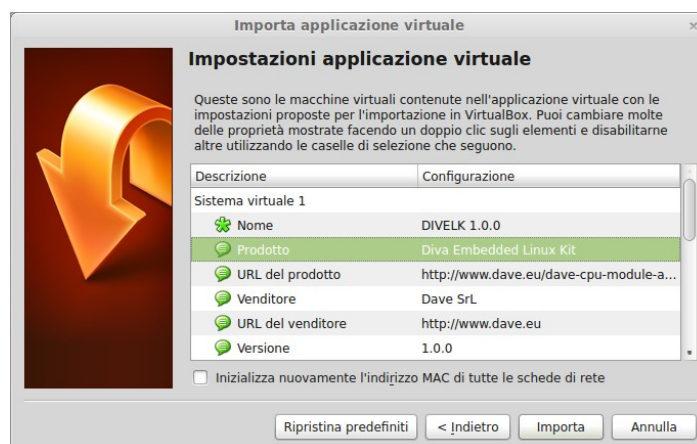 Importa applicazione virtuale
Impostazioni applicazione virtuale
Queste sono le macchine virtuali contenute nell'applicazione virtuale con le
impostazioni proposte per l'importazione in VirtualBox. Puoi cambiare molte
delle proprietà mostrate facendo un doppio clic sugli elementi e disabilitarne
altre utilizzando le caselle di selezione che seguono.
Descrizione Configurazione
Sistema virtuale 1
Nome DIVELK 1.0.0
Prodotto Diva Embedded Linux Kit
URL del prodotto http://www.dave.eu/dave-cpu-module-a...
Venditore Dave SrL
URL del venditore http://www.dave.eu
Versione 1.0.0
Inizializza nuovamente l'indirizzo MAC di tutte le schede di rete
Ripristina predefiniti < Indietro Importa Annulla